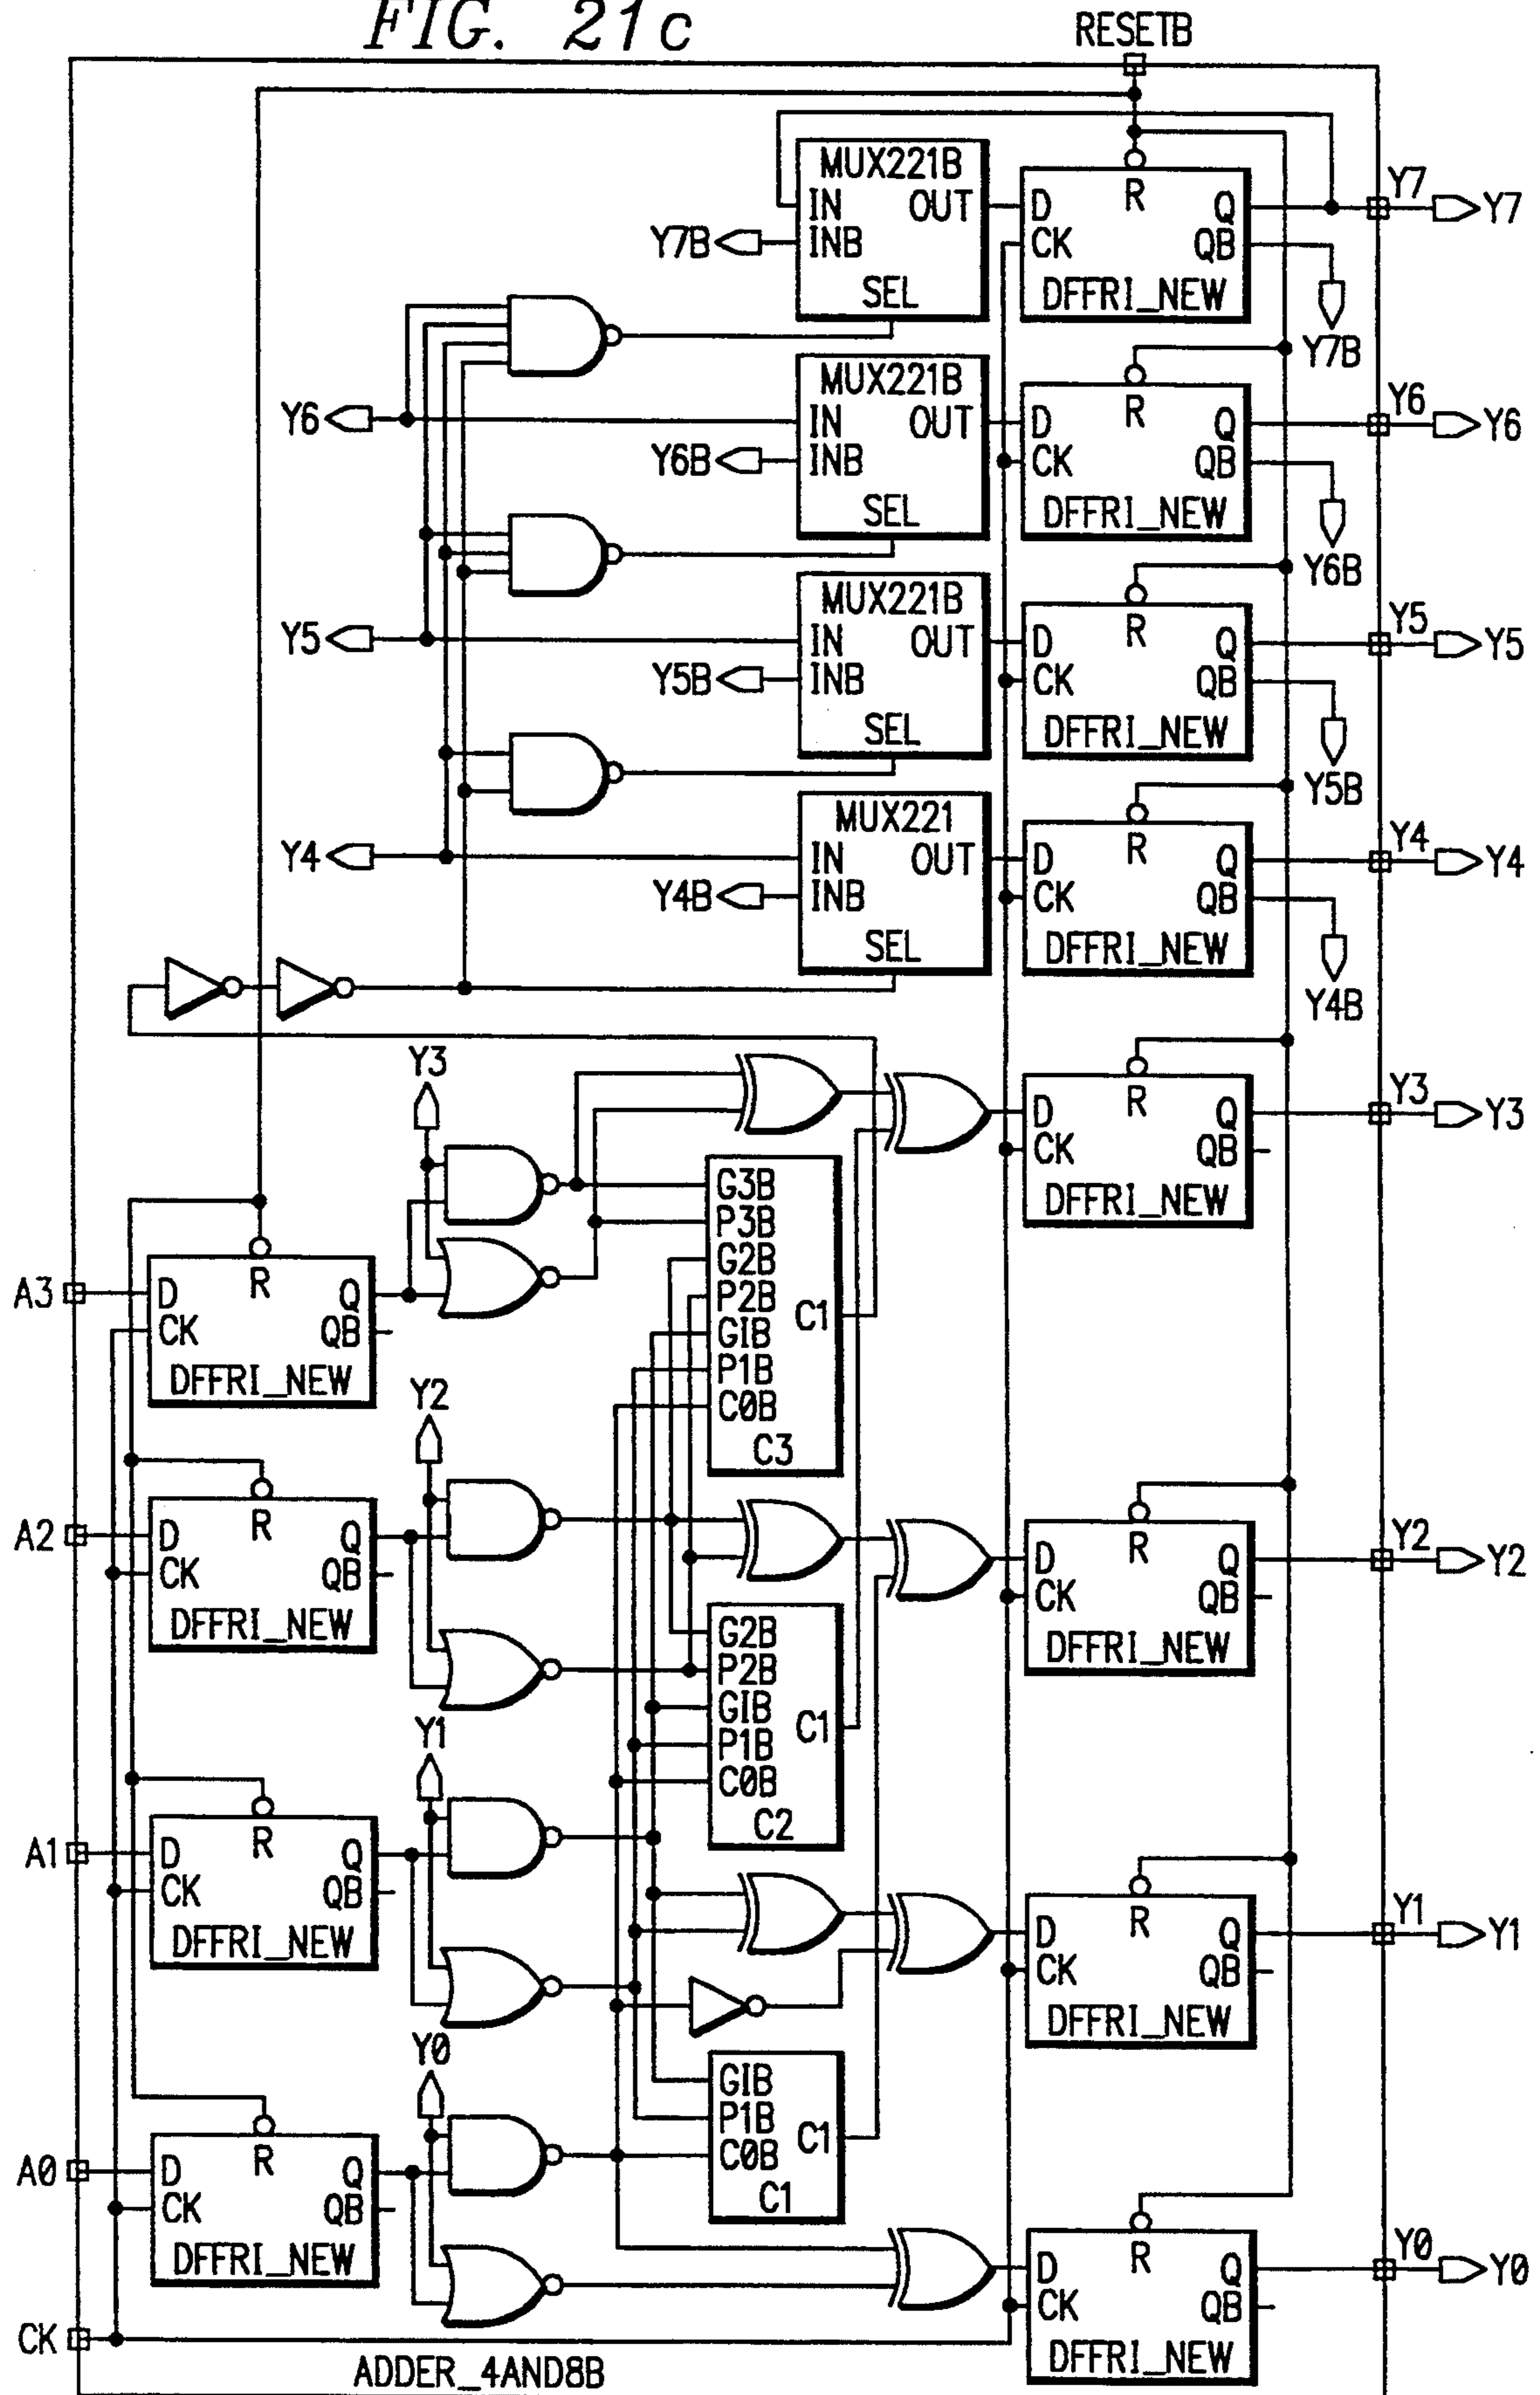 FIG. 21c
RESETB
MUX221B
IN OUT
INB
SEL
Y7B
R
D Q
CK QB
DFFRI_NEW
Y7 Y7
Y7B
Y6
MUX221B
IN OUT
INB
SEL
Y6B
R
D Q
CK QB
DFFRI_NEW
Y6 Y6
Y6B
Y5
MUX221B
IN OUT
INB
SEL
Y5B
R
D Q
CK QB
DFFRI_NEW
Y5 Y5
Y5B
Y4
MUX221
IN OUT
INB
SEL
Y4B
R
D Q
CK QB
DFFRI_NEW
Y4 Y4
Y4B
Y3
R
D Q
CK QB
DFFRI_NEW
Y3 Y3
A3
R
D Q
CK QB
DFFRI_NEW
G3B
P3B
G2B
P2B
GIB
P1B
C0B
C1
C3
Y2
A2
R
D Q
CK QB
DFFRI_NEW
G2B
P2B
GIB
P1B
C0B
C1
C2
R
D Q
CK QB
DFFRI_NEW
Y2 Y2
Y1
A1
R
D Q
CK QB
DFFRI_NEW
R
D Q
CK QB
DFFRI_NEW
Y1 Y1
Y0
A0
R
D Q
CK QB
DFFRI_NEW
GIB
P1B
C0B
C1
C1
R
D Q
CK QB
DFFRI_NEW
Y0 Y0
CK
ADDER_4AND8B